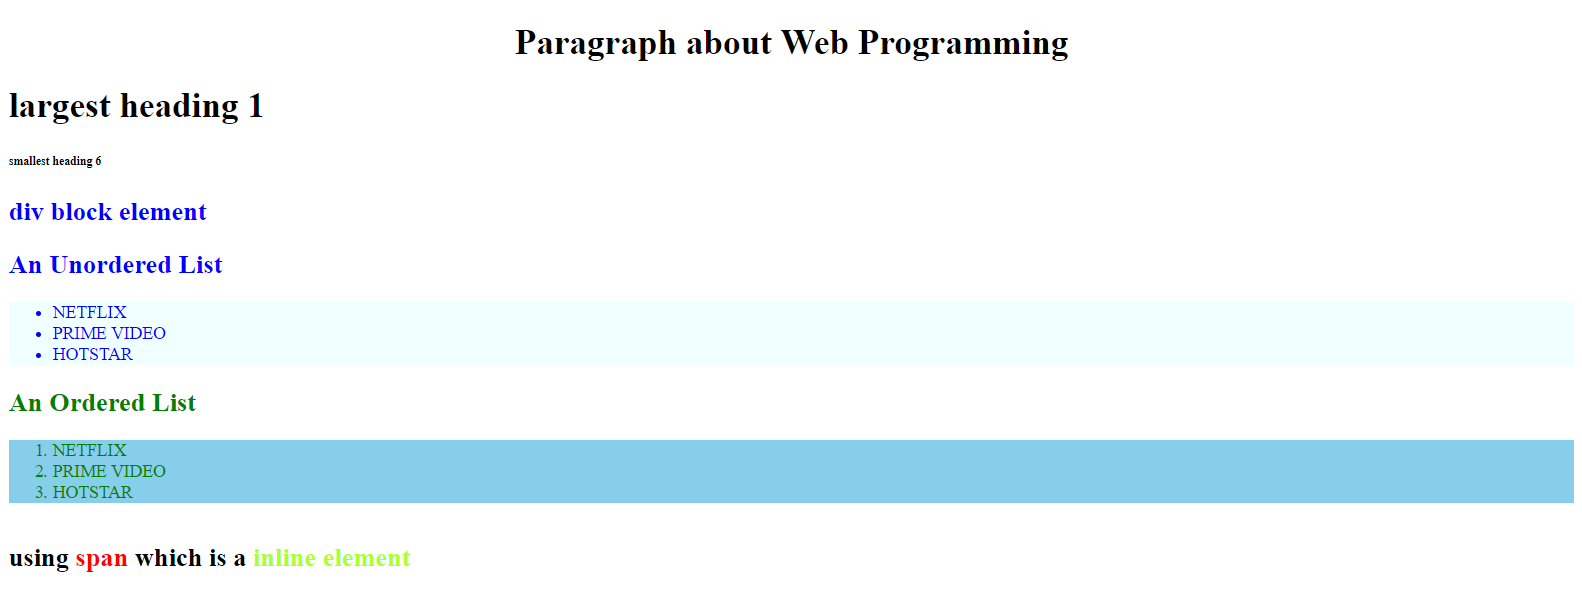 Paragraph about Web Programming
largest heading 1
smallest heading 6
div block element
An Unordered List
• NETFLIX
• PRIME VIDEO
• HOTSTAR
An Ordered List
1. NETFLIX
2. PRIME VIDEO
3. HOTSTAR
using span which is a inline element